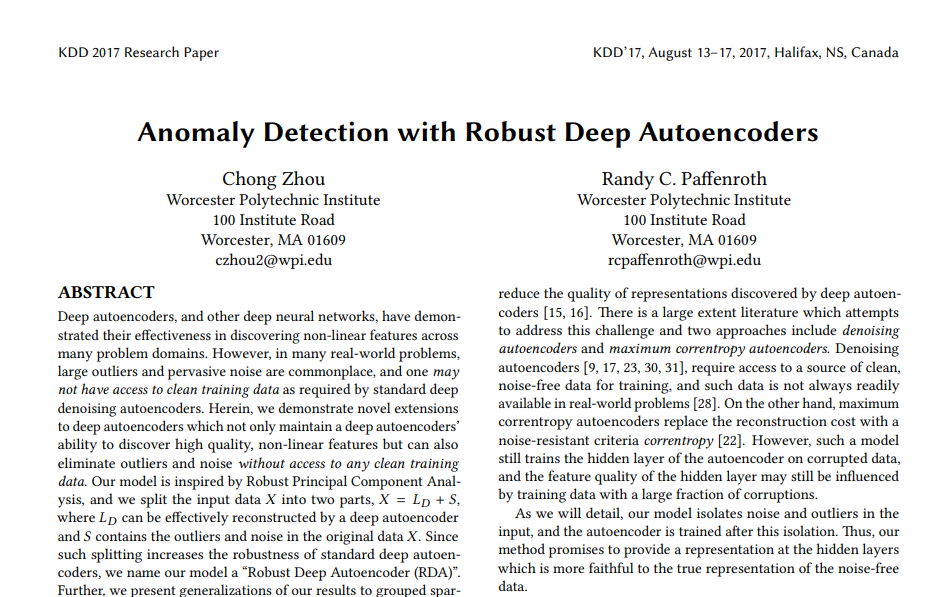 KDD 2017 Research Paper
KDD'17, August 13–17, 2017, Halifax, NS, Canada
Anomaly Detection with Robust Deep Autoencoders
Chong Zhou
Worcester Polytechnic Institute
100 Institute Road
Worcester, MA 01609
czhou2@wpi.edu
Randy C. Paffenroth
Worcester Polytechnic Institute
100 Institute Road
Worcester, MA 01609
rcpaffenroth@wpi.edu
ABSTRACT
Deep autoencoders, and other deep neural networks, have demon-
strated their effectiveness in discovering non-linear features across
many problem domains. However, in many real-world problems,
large outliers and pervasive noise are commonplace, and one may
not have access to clean training data as required by standard deep
denoising autoencoders. Herein, we demonstrate novel extensions
to deep autoencoders which not only maintain a deep autoencoders'
ability to discover high quality, non-linear features but can also
eliminate outliers and noise without access to any clean training
data. Our model is inspired by Robust Principal Component Anal-
ysis, and we split the input data X into two parts, X = L_D + S,
where L_D can be effectively reconstructed by a deep autoencoder
and S contains the outliers and noise in the original data X. Since
such splitting increases the robustness of standard deep autoen-
coders, we name our model a “Robust Deep Autoencoder (RDA)”.
Further, we present generalizations of our results to grouped spar-
reduce the quality of representations discovered by deep autoen-
coders [15, 16]. There is a large extent literature which attempts
to address this challenge and two approaches include denoising
autoencoders and maximum correntropy autoencoders. Denoising
autoencoders [9, 17, 23, 30, 31], require access to a source of clean,
noise-free data for training, and such data is not always readily
available in real-world problems [28]. On the other hand, maximum
correntropy autoencoders replace the reconstruction cost with a
noise-resistant criteria correntropy [22]. However, such a model
still trains the hidden layer of the autoencoder on corrupted data,
and the feature quality of the hidden layer may still be influenced
by training data with a large fraction of corruptions.
As we will detail, our model isolates noise and outliers in the
input, and the autoencoder is trained after this isolation. Thus, our
method promises to provide a representation at the hidden layers
which is more faithful to the true representation of the noise-free
data.